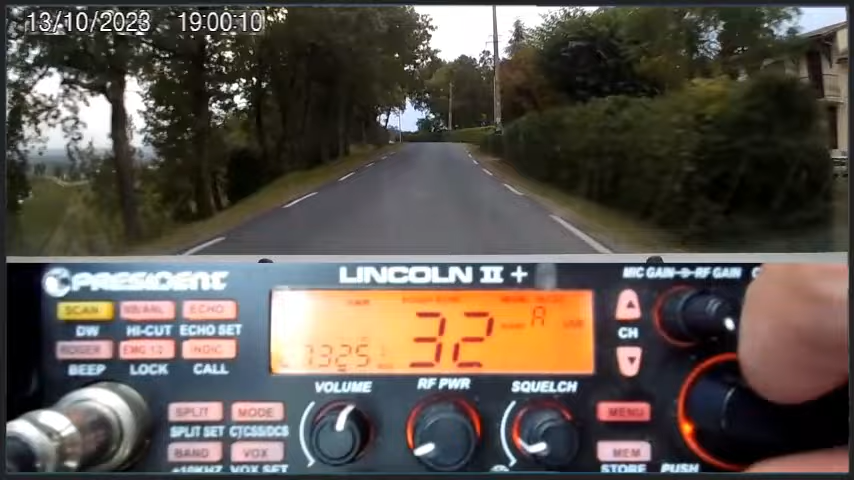 13/10/2023 19:00:10
PRESIDENT
LINCOLN II +
MIC GAIN RF GAIN
SCAN NB/ANL ECHO
DW HI-CUT ECHO SET
ROGER EMG 1/2 INDIC
BEEP LOCK CALL
32
A
CH
VOLUME RF PWR SQUELCH
SPLIT MODE
SPLIT SET CTCSS/DCS
BAND VOX
+10KHZ VOX SET
MENU
MEM
STORE PUSH